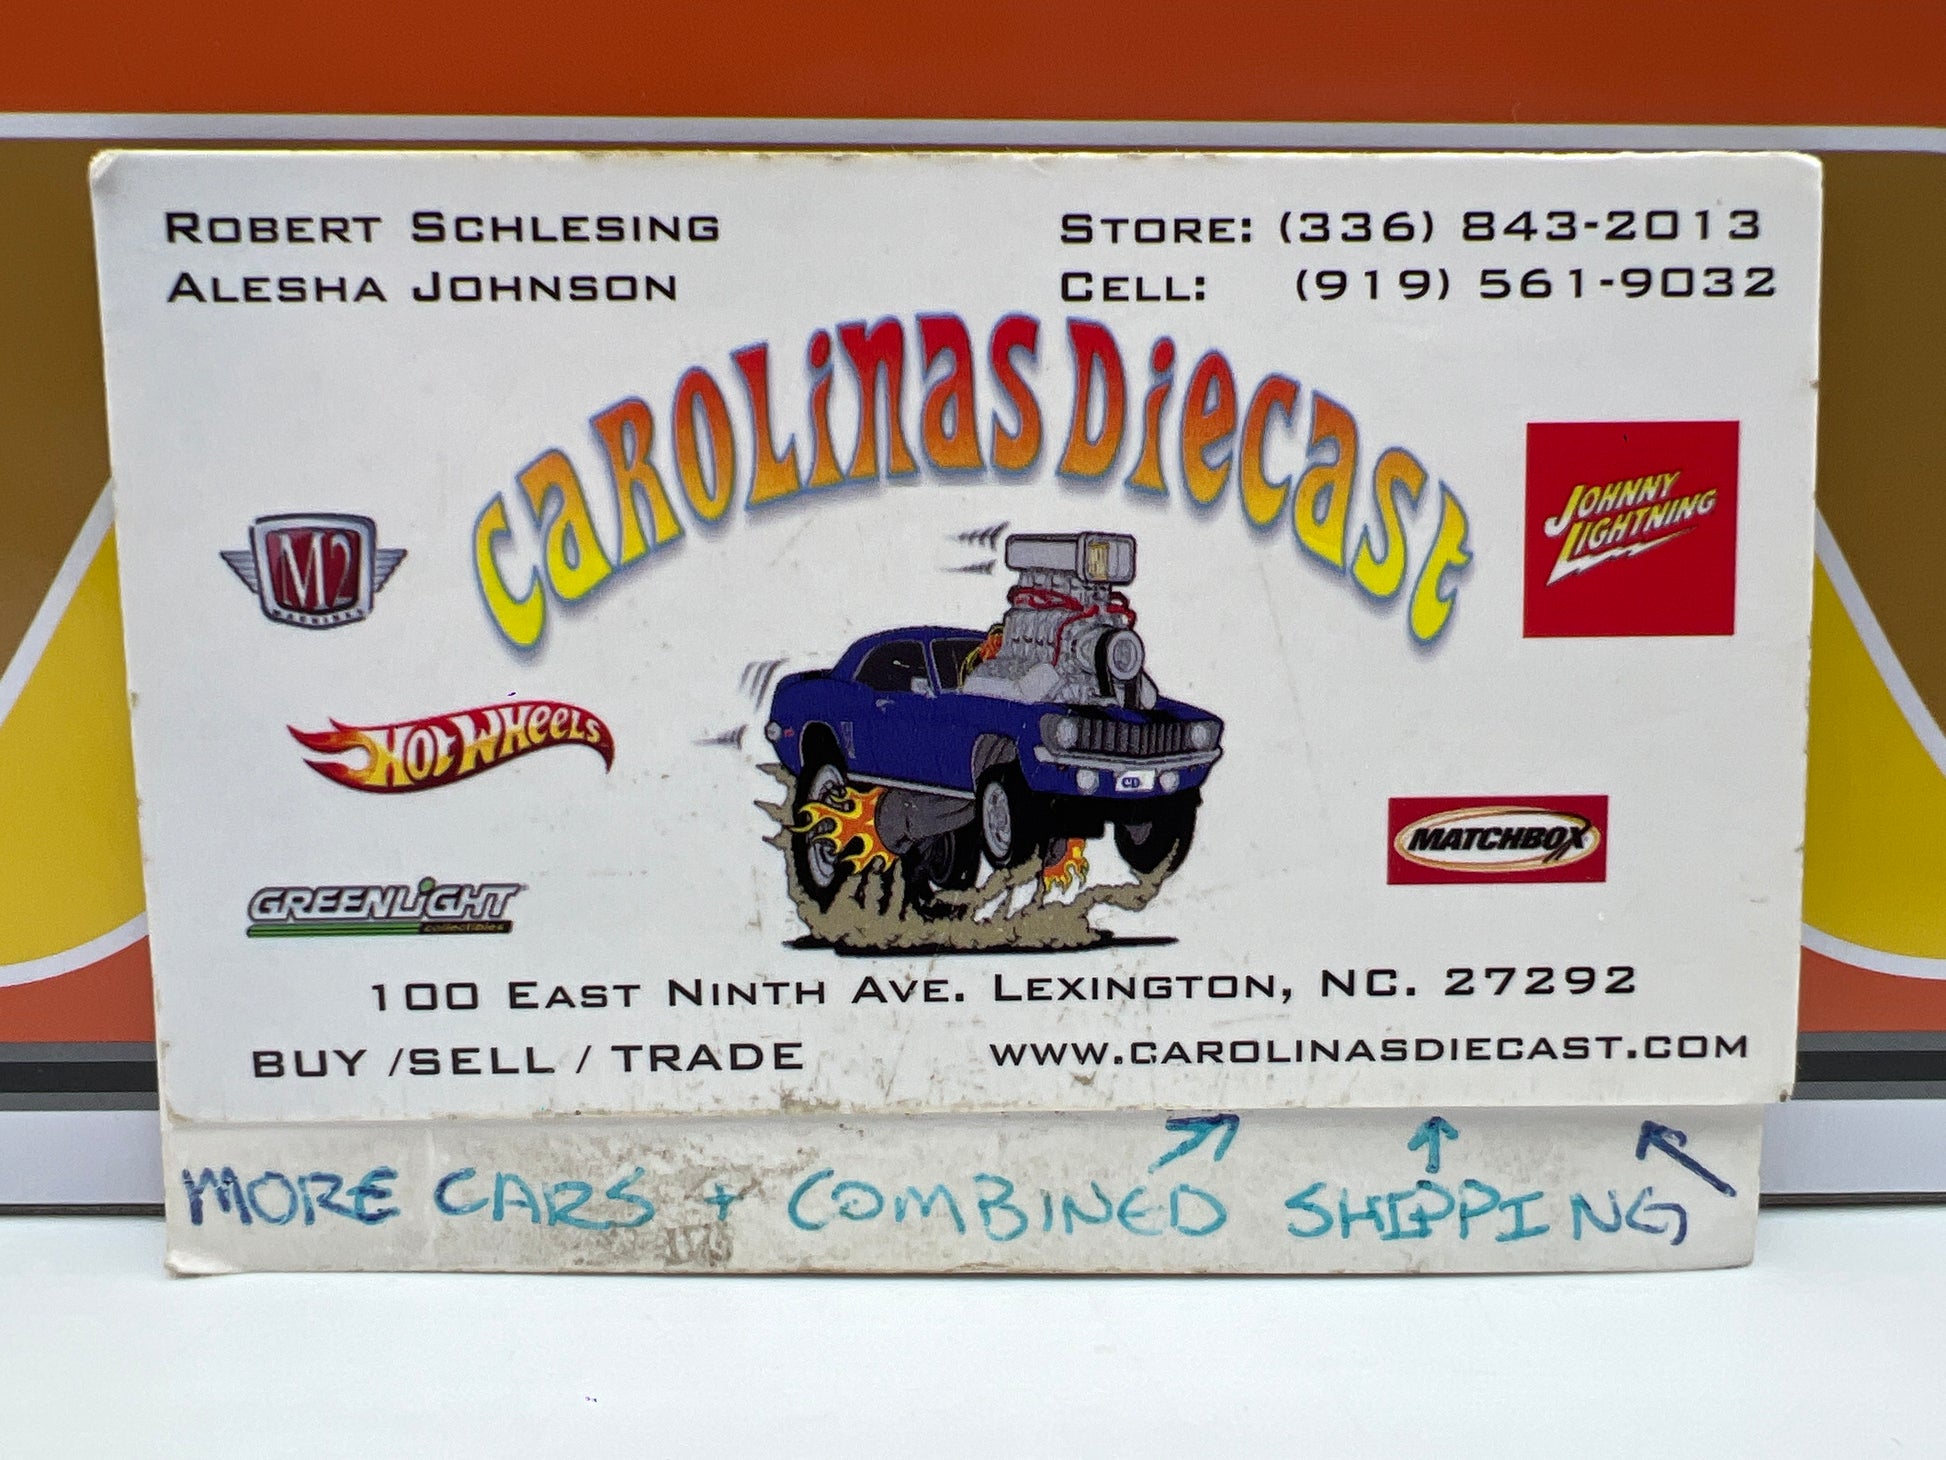 ROBERT SCHLESING
ALESHA JOHNSON
STORE: (336) 843-2013
CELL: (919) 561-9032
CAROLINAS DIECAST
M2
MACHINES
JOHNNY
LIGHTNING
HOT WHEELS
MATCHBOX
GREENLIGHT
collectibles
100 EAST NINTH AVE. LEXINGTON, NC. 27292
BUY /SELL / TRADE
WWW.CAROLINASDIECAST.COM
MORE CARS + COMBINED SHIPPING